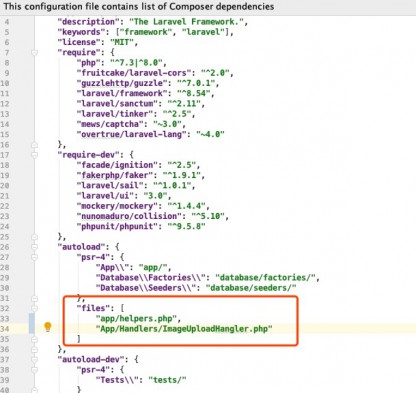 This configuration file contains list of Composer dependencies
4 "description": "The Laravel Framework.",
5 "keywords": ["framework", "laravel"],
6 "license": "MIT",
7 "require": {
8 "php": "^7.3|^8.0",
9 "fruitcake/laravel-cors": "^2.0",
10 "guzzlehttp/guzzle": "^7.0.1",
11 "laravel/framework": "^8.54",
12 "laravel/sanctum": "^2.11",
13 "laravel/tinker": "^2.5",
14 "mews/captcha": "~3.0",
15 "overtrue/laravel-lang": "~4.0"
16 },
17 "require-dev": {
18 "facade/ignition": "^2.5",
19 "fakerphp/faker": "^1.9.1",
20 "laravel/sail": "^1.0.1",
21 "laravel/ui": "3.0",
22 "mockery/mockery": "^1.4.4",
23 "nunomaduro/collision": "^5.10",
24 "phpunit/phpunit": "^9.5.8"
25 },
26 "autoload": {
27 "psr-4": {
28 "App\\": "app/",
29 "Database\\Factories\\": "database/factories/",
30 "Database\\Seeders\\": "database/seeders/"
31 },
32 "files": [
33 "app/helpers.php",
34 "App/Handlers/ImageUploadHangler.php"
35 ]
36 },
37 "autoload-dev": {
38 "psr-4": {
39 "Tests\\": "tests/"
40 }